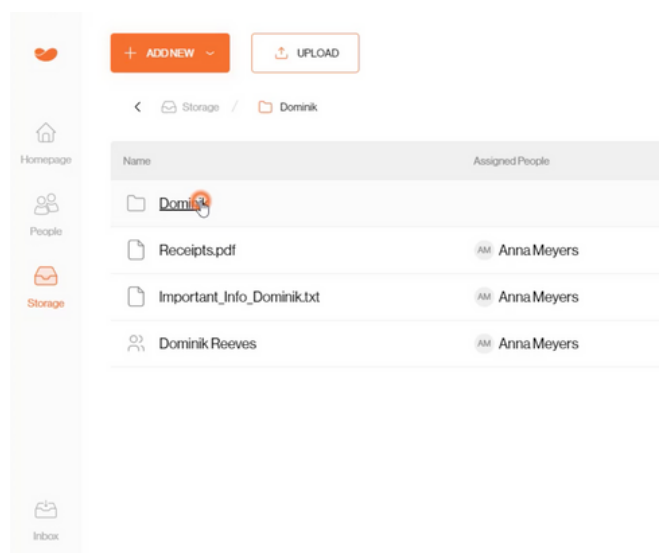 ADD NEW
UPLOAD
Storage / Dominik
Homepage
Name
Assigned People
People
Dominik
Receipts.pdf
AM Anna Meyers
Storage
Important_Info_Dominik.txt
AM Anna Meyers
Dominik Reeves
AM Anna Meyers
Inbox